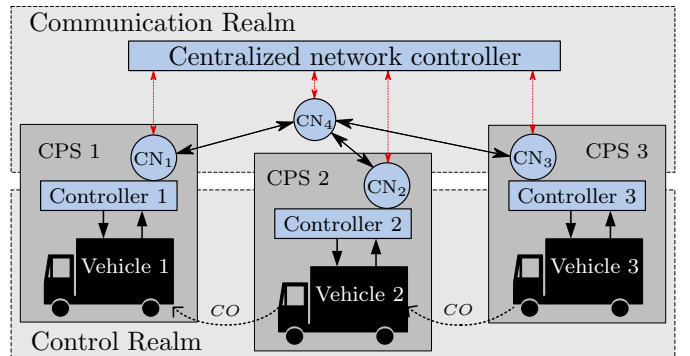 Communication Realm
Centralized network controller
CN4
CPS 1
CN1
CPS 2
CN2
CN3
CPS 3
Controller 1
Controller 2
Controller 3
Vehicle 1
Vehicle 2
Vehicle 3
CO
CO
Control Realm